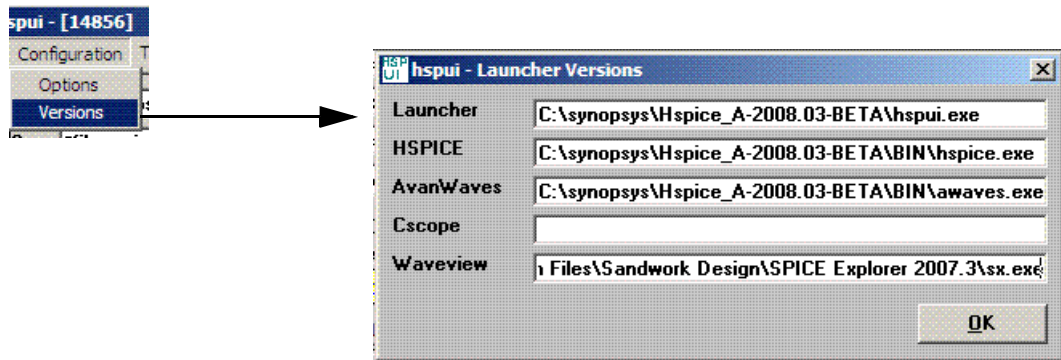 spui - [14856]
Configuration T
Options
Versions
HSP UI hspui - Launcher Versions
Launcher C:\synopsys\Hspice_A-2008.03-BETA\hspui.exe
HSPICE C:\synopsys\Hspice_A-2008.03-BETA\BIN\hspice.exe
AvanWaves C:\synopsys\Hspice_A-2008.03-BETA\BIN\awaves.exe
Cscope
Waveview n Files\Sandwork Design\SPICE Explorer 2007.3\sx.exe
OK